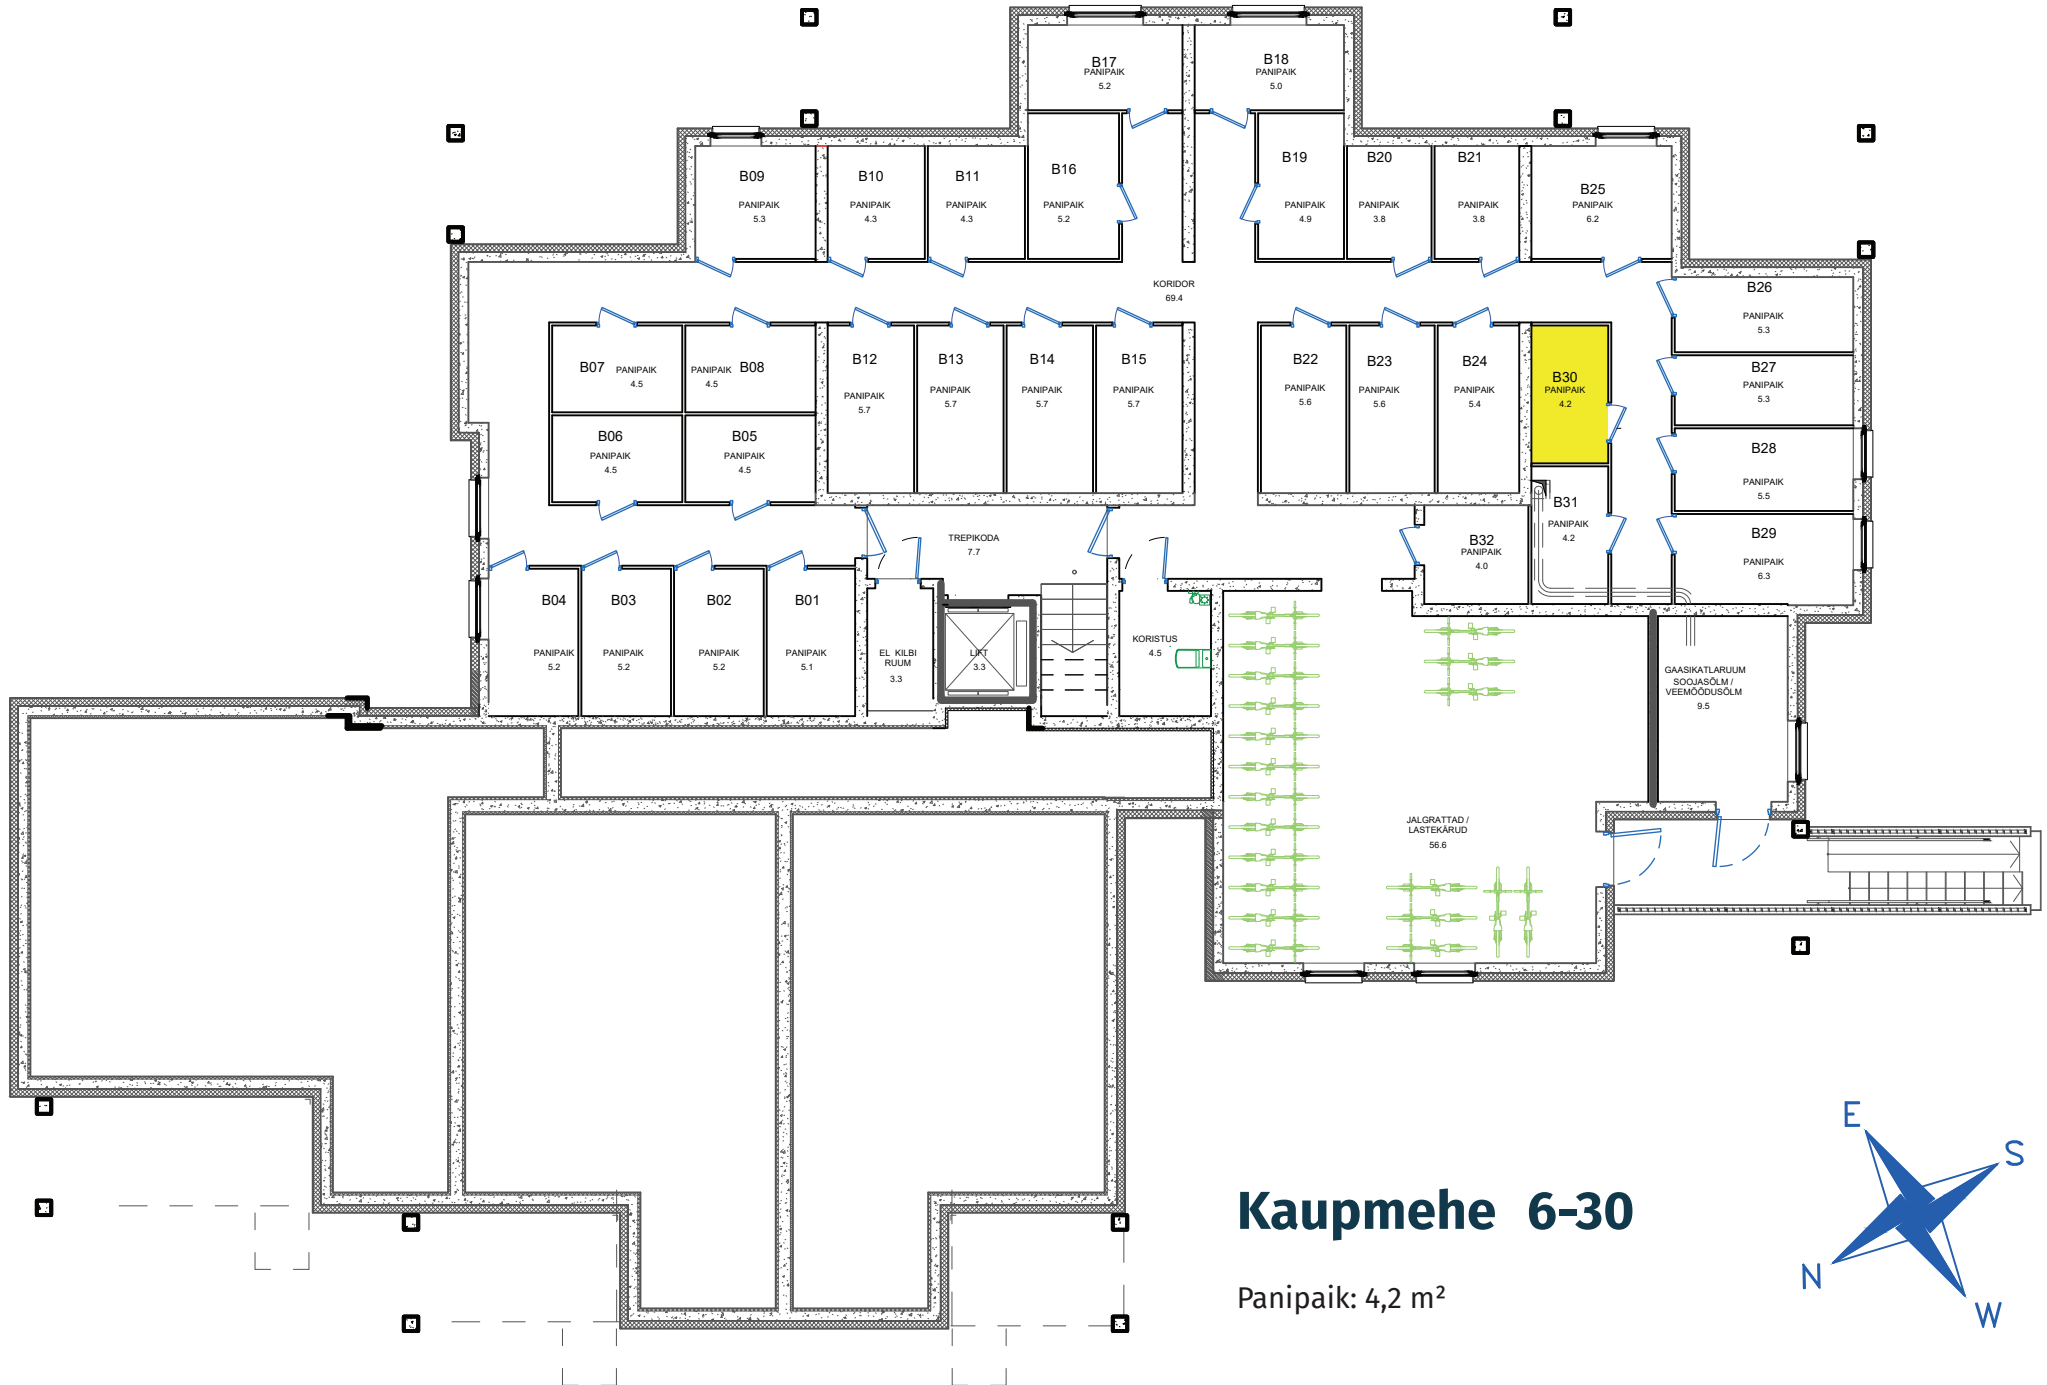 B17
PANIPAIK
5.2
B18
PANIPAIK
5.0
B09
PANIPAIK
5.3
B10
PANIPAIK
4.3
B11
PANIPAIK
4.3
B16
PANIPAIK
5.2
B19
PANIPAIK
4.9
B20
PANIPAIK
3.8
B21
PANIPAIK
3.8
B25
PANIPAIK
6.2
KORIDOR
69.4
B26
PANIPAIK
5.3
B07
PANIPAIK
4.5
B08
PANIPAIK
4.5
B12
PANIPAIK
5.7
B13
PANIPAIK
5.7
B14
PANIPAIK
5.7
B15
PANIPAIK
5.7
B22
PANIPAIK
5.6
B23
PANIPAIK
5.6
B24
PANIPAIK
5.4
B30
PANIPAIK
4.2
B27
PANIPAIK
5.3
B06
PANIPAIK
4.5
B05
PANIPAIK
4.5
B28
PANIPAIK
5.5
B31
PANIPAIK
4.2
B32
PANIPAIK
4.0
B29
PANIPAIK
6.3
TREPIKODA
7.7
B04
PANIPAIK
5.2
B03
PANIPAIK
5.2
B02
PANIPAIK
5.2
B01
PANIPAIK
5.1
EL KILBI
RUUM
3.3
LIFT
3.3
KORISTUS
4.5
GAASIKATLARUUM
SOOJASÕLM /
VEEMÕÕDUSÕLM
9.5
JALGRATTAD /
LASTEKÄRUD
56.6
Kaupmehe 6-30
Panipaik: 4,2 m²
E
S
N
W